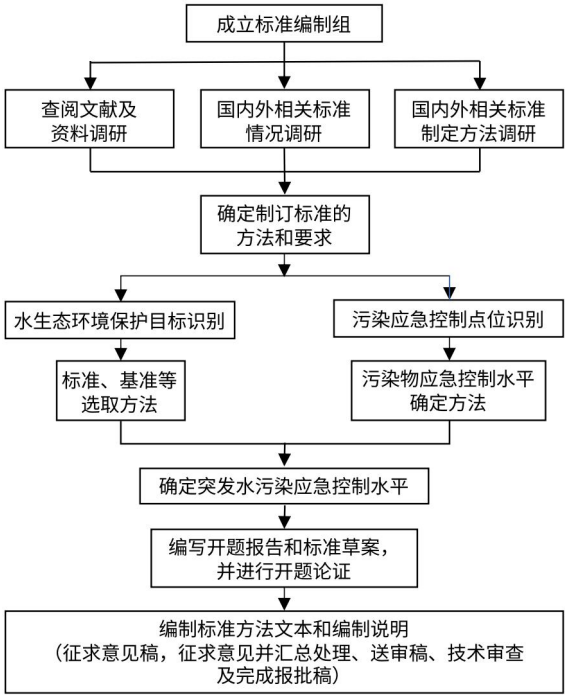 成立标准编制组
查阅文献及
资料调研
国内外相关标准
情况调研
国内外相关标准
制定方法调研
确定制订标准的
方法和要求
水生态环境保护目标识别
污染应急控制点位识别
标准、基准等
选取方法
污染物应急控制水平
确定方法
确定突发水污染应急控制水平
编写开题报告和标准草案，
并进行开题论证
编制标准方法文本和编制说明
（征求意见稿，征求意见并汇总处理、送审稿、技术审查
及完成报批稿）